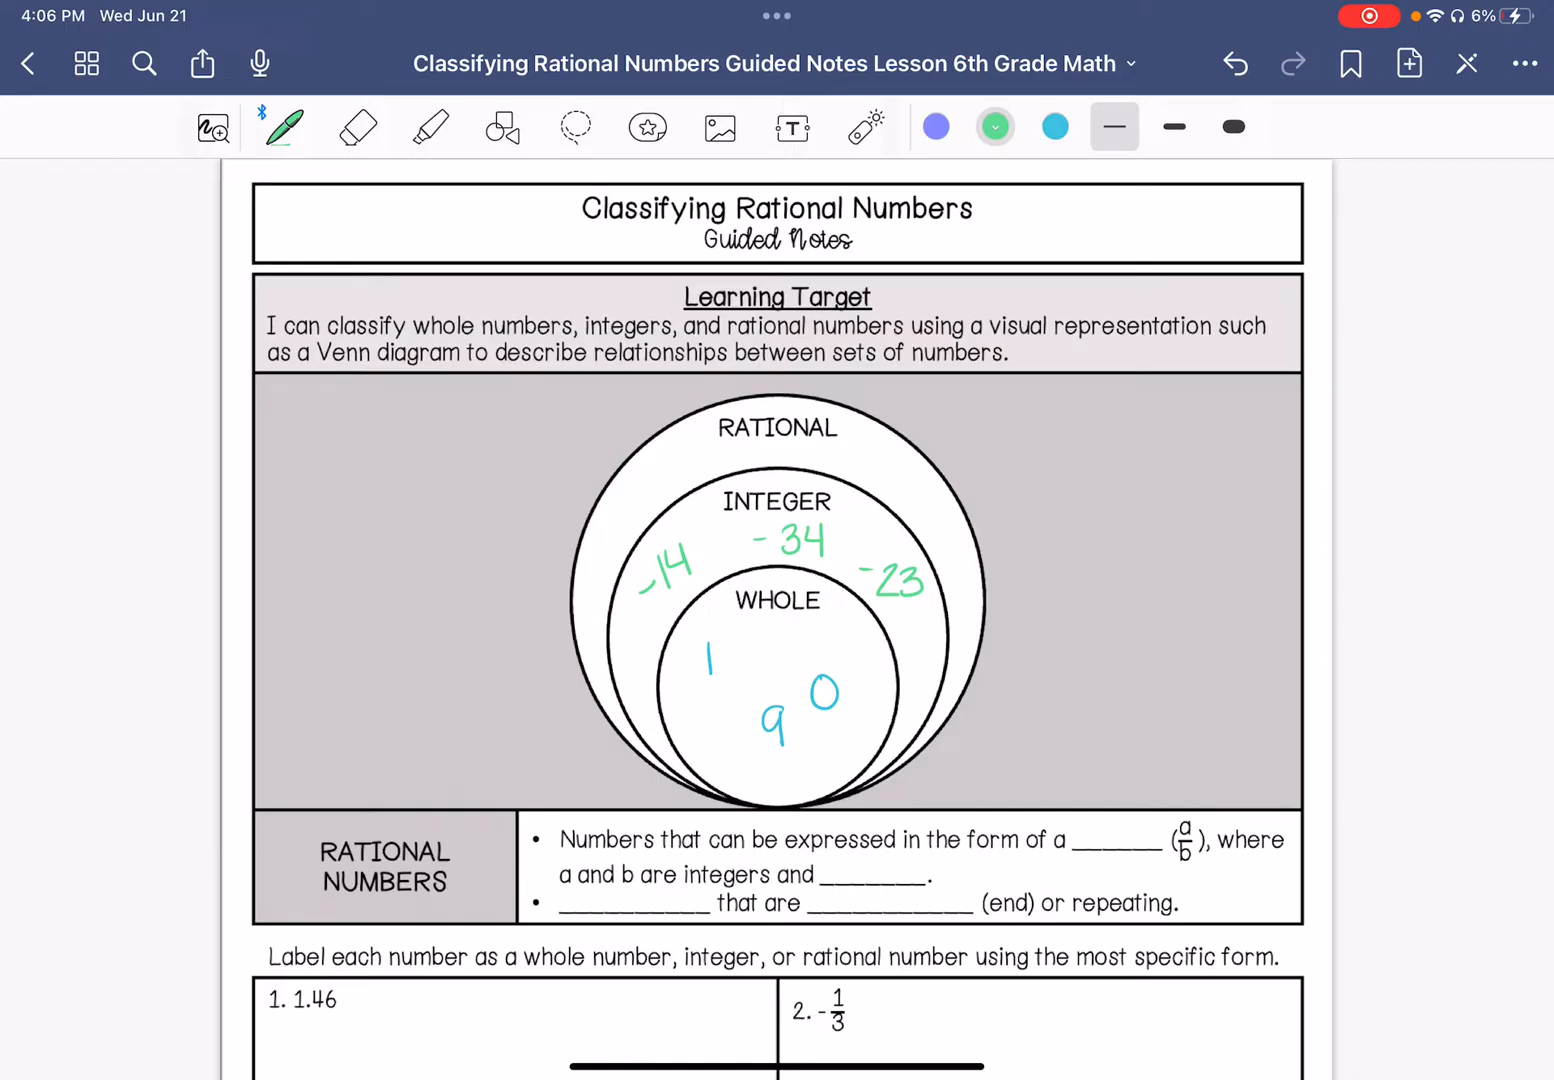 4:06 PM Wed Jun 21
6%
Classifying Rational Numbers Guided Notes Lesson 6th Grade Math
T
Classifying Rational Numbers
Guided Notes
Learning Target
I can classify whole numbers, integers, and rational numbers using a visual representation such
as a Venn diagram to describe relationships between sets of numbers.
RATIONAL
INTEGER
-14 -34 -23
WHOLE
1
9 0
RATIONAL
NUMBERS
• Numbers that can be expressed in the form of a ______ (a/b), where
a and b are integers and _______.
• __________ that are ___________ (end) or repeating.
Label each number as a whole number, integer, or rational number using the most specific form.
1. 1.46
2. -1/3